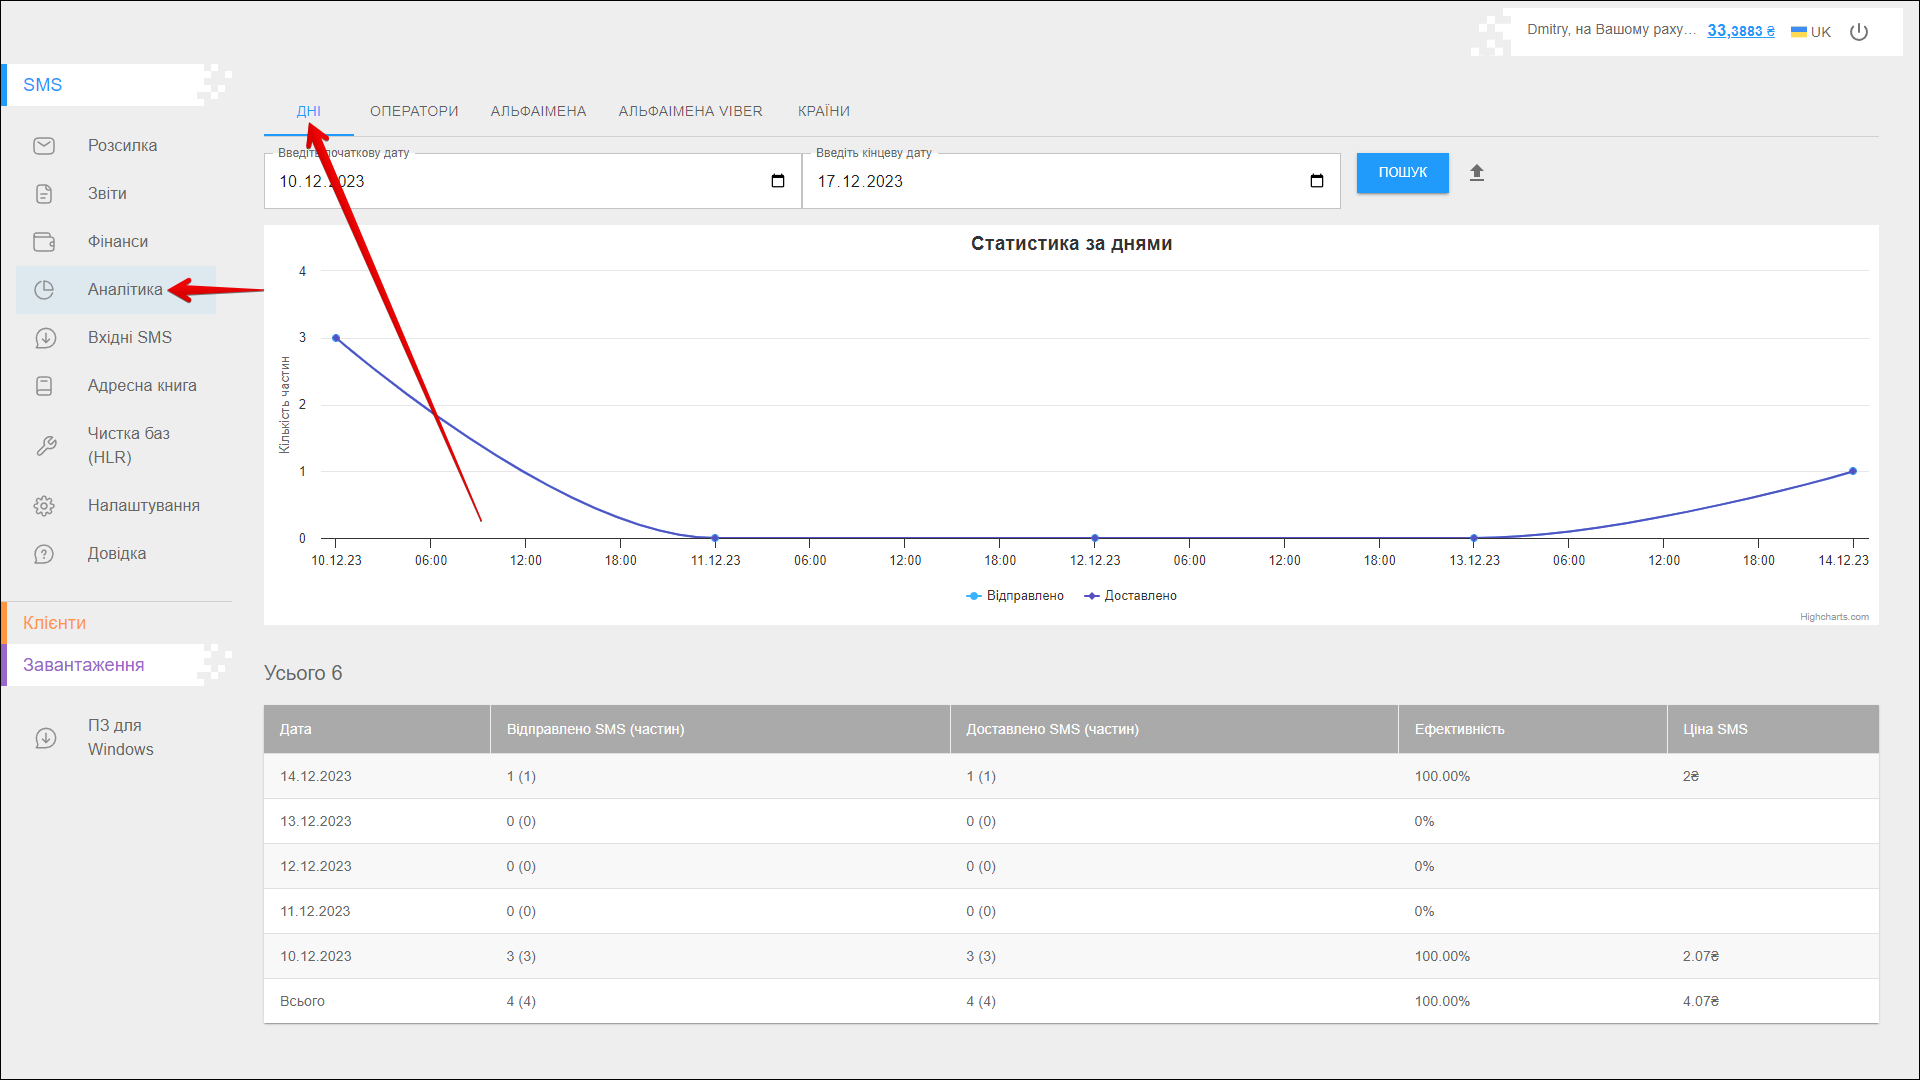 Dmitry, на Вашому раху... 33,3883 ₴ UK
SMS
Розсилка
Звіти
Фінанси
Аналітика
Вхідні SMS
Адресна книга
Чистка баз
(HLR)
Налаштування
Довідка
Клієнти
Завантаження
ПЗ для
Windows
ДНІ ОПЕРАТОРИ АЛЬФАІМЕНА АЛЬФАІМЕНА VIBER КРАЇНИ
Введіть початкову дату Введіть кінцеву дату
10.12.2023 17.12.2023 ПОШУК
Статистика за днями
Кількість частин
4
3
2
1
0
10.12.23 06:00 12:00 18:00 11.12.23 06:00 12:00 18:00 12.12.23 06:00 12:00 18:00 13.12.23 06:00 12:00 18:00 14.12.23
Відправлено Доставлено
Highcharts.com
Усього 6
Дата Відправлено SMS (частин) Доставлено SMS (частин) Ефективність Ціна SMS
14.12.2023 1 (1) 1 (1) 100.00% 2₴
13.12.2023 0 (0) 0 (0) 0%
12.12.2023 0 (0) 0 (0) 0%
11.12.2023 0 (0) 0 (0) 0%
10.12.2023 3 (3) 3 (3) 100.00% 2.07₴
Всього 4 (4) 4 (4) 100.00% 4.07₴